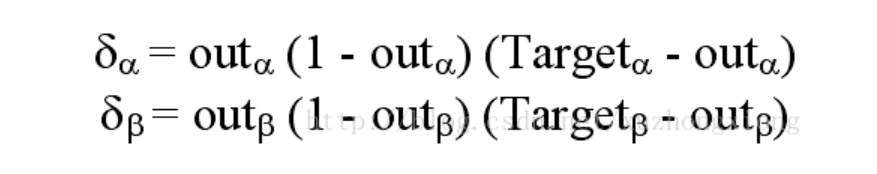 δα = outα (1 - outα) (Targetα - outα)
δβ = outβ (1 - outβ) (Targetβ - outβ)